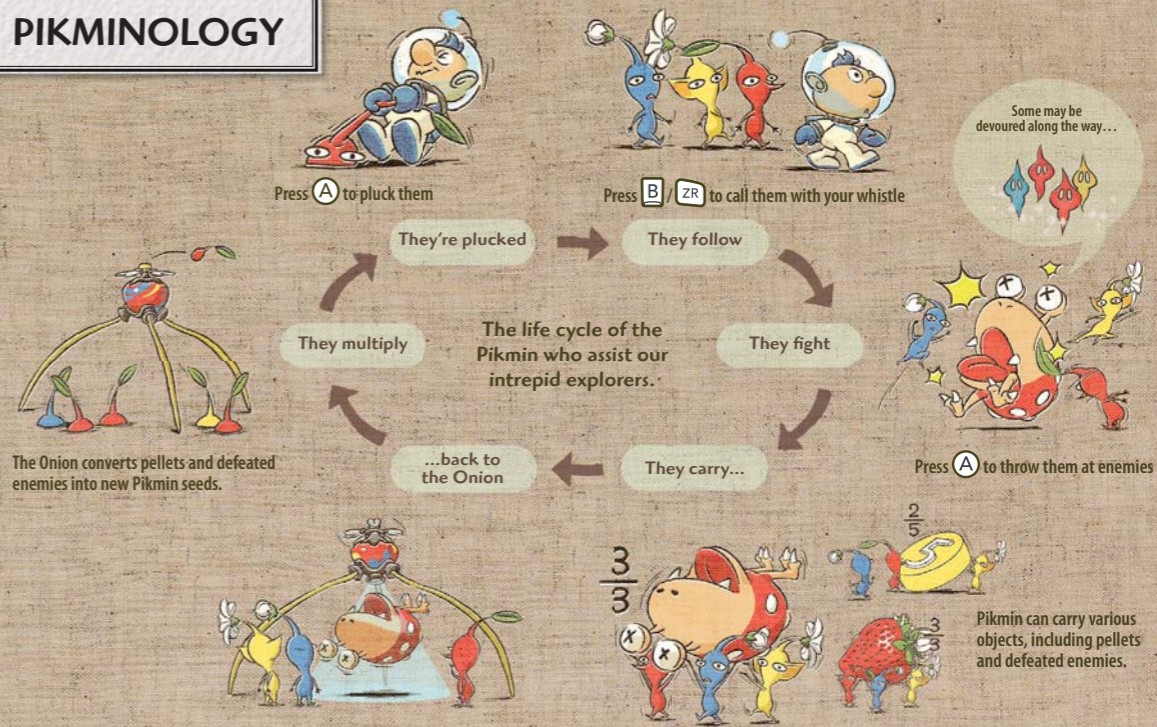 PIKMINOLOGY
Press A to pluck them
Press B / ZR to call them with your whistle
Some may be
devoured along the way…
They're plucked
They follow
They multiply
The life cycle of the
Pikmin who assist our
intrepid explorers.
They fight
The Onion converts pellets and defeated
enemies into new Pikmin seeds.
...back to
the Onion
They carry...
Press A to throw them at enemies
3
3
2
5
5
3
Pikmin can carry various
objects, including pellets
and defeated enemies.